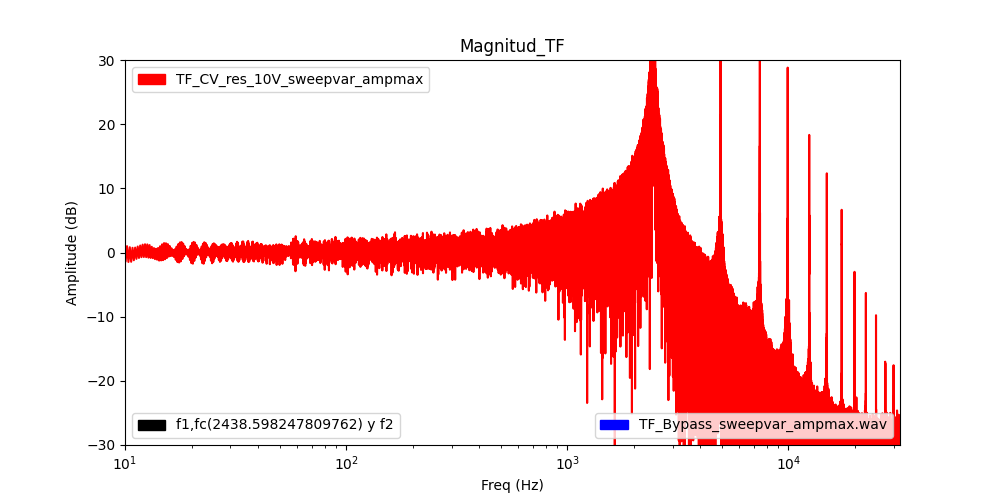 Magnitud_TF
TF_CV_res_10V_sweepvar_ampmax
30
20
10
0
−10
−20
−30
Amplitude (dB)
f1,fc(2438.598247809762) y f2
TF_Bypass_sweepvar_ampmax.wav
10¹
10²
10³
10⁴
Freq (Hz)